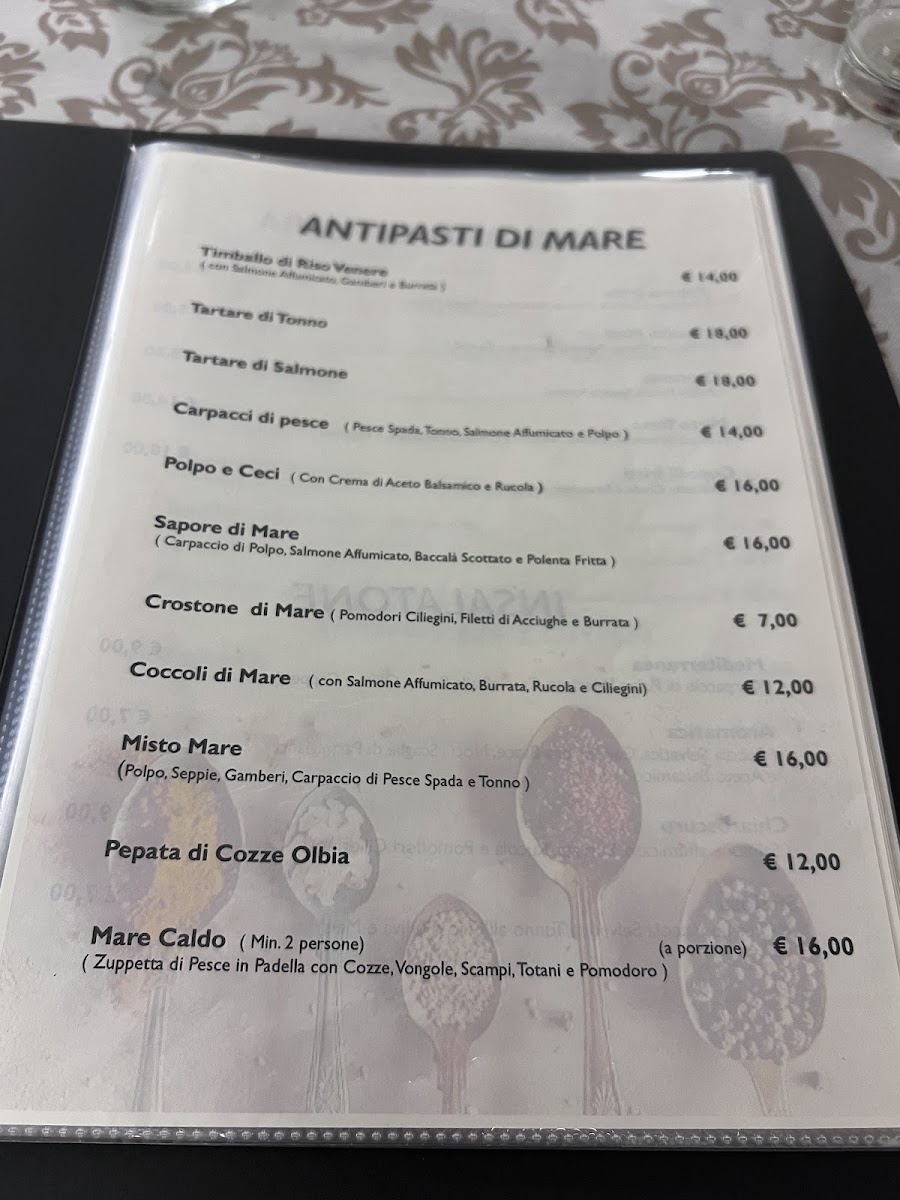 ANTIPASTI DI MARE
Timballo di Riso Venere
( con Salmone Affumicato, Gamberi e Burrata ) € 14,00
Tartare di Tonno € 18,00
Tartare di Salmone € 18,00
Carpacci di pesce ( Pesce Spada, Tonno, Salmone Affumicato e Polpo ) € 14,00
Polpo e Ceci ( Con Crema di Aceto Balsamico e Rucola ) € 16,00
Sapore di Mare € 16,00
( Carpaccio di Polpo, Salmone Affumicato, Baccalà Scottato e Polenta Fritta )
Crostone di Mare ( Pomodori Ciliegini, Filetti di Acciughe e Burrata ) € 7,00
Coccoli di Mare ( con Salmone Affumicato, Burrata, Rucola e Ciliegini) € 12,00
Misto Mare € 16,00
(Polpo, Seppie, Gamberi, Carpaccio di Pesce Spada e Tonno )
Pepata di Cozze Olbia € 12,00
Mare Caldo ( Min. 2 persone) (a porzione) € 16,00
( Zuppetta di Pesce in Padella con Cozze, Vongole, Scampi, Totani e Pomodoro )